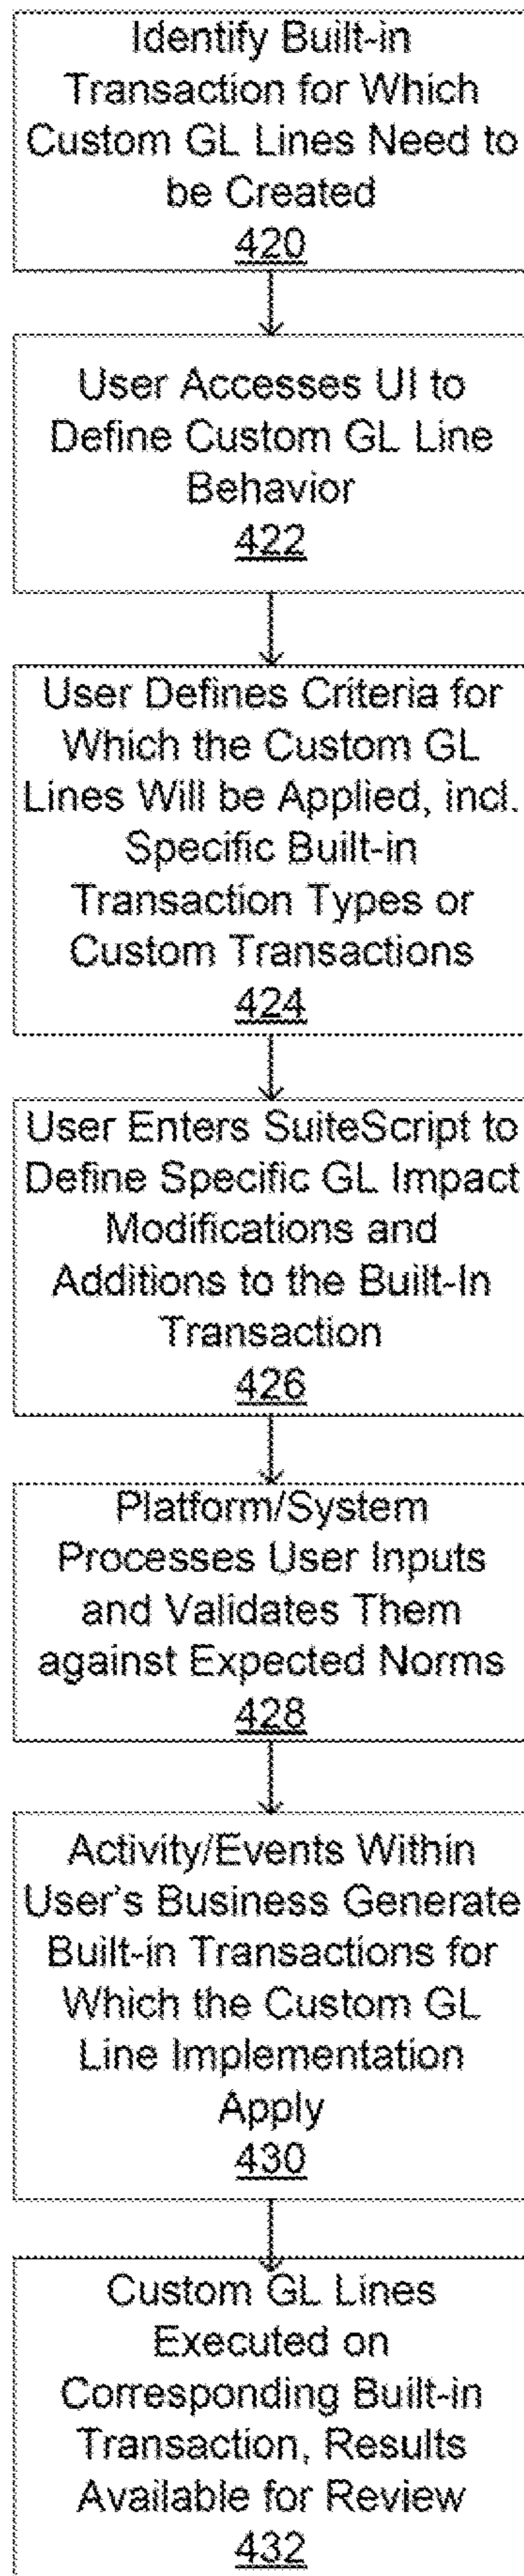 Identify Built-in
Transaction for Which
Custom GL Lines Need to
be Created
420
User Accesses UI to
Define Custom GL Line
Behavior
422
User Defines Criteria for
Which the Custom GL
Lines Will be Applied, incl.
Specific Built-in
Transaction Types or
Custom Transactions
424
User Enters SuiteScript to
Define Specific GL Impact
Modifications and
Additions to the Built-In
Transaction
426
Platform/System
Processes User Inputs
and Validates Them
against Expected Norms
428
Activity/Events Within
User's Business Generate
Built-in Transactions for
Which the Custom GL
Line Implementation
Apply
430
Custom GL Lines
Executed on
Corresponding Built-in
Transaction, Results
Available for Review
432